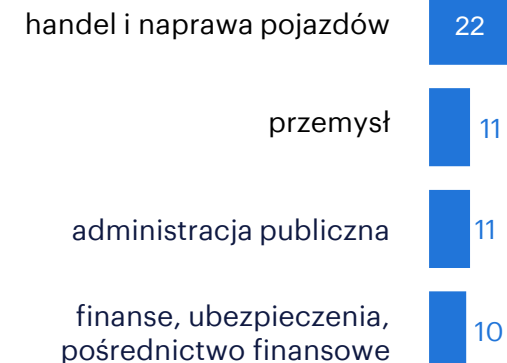 handel i naprawa pojazdów 22
przemysł 11
administracja publiczna 11
finanse, ubezpieczenia,
pośrednictwo finansowe 10